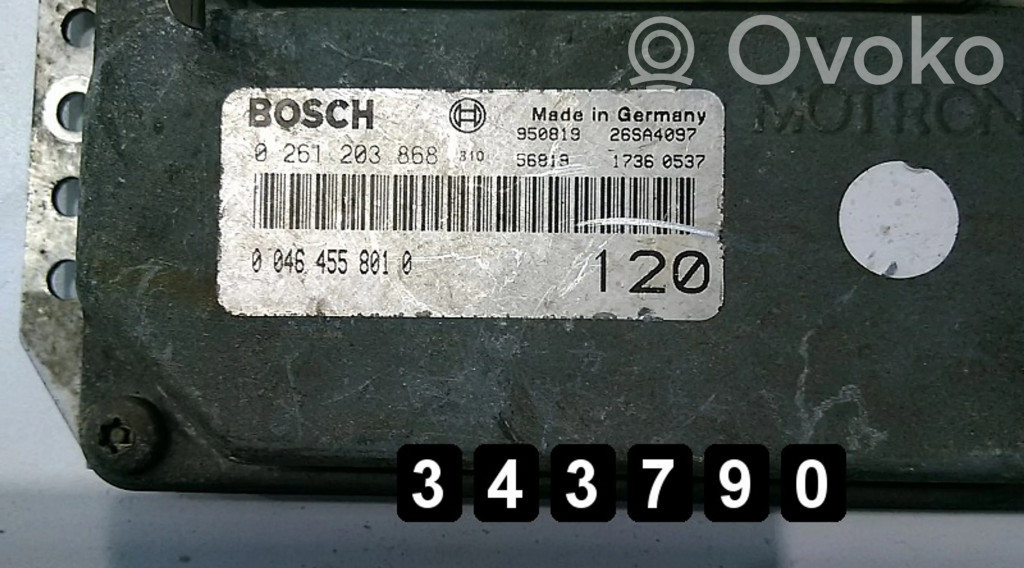 Ovoko
MOTRON
BOSCH Made in Germany
950819 26SA4097
0 261 203 868 810 56819 1736 0537
0 046 455 801 0 120
3 4 3 7 9 0